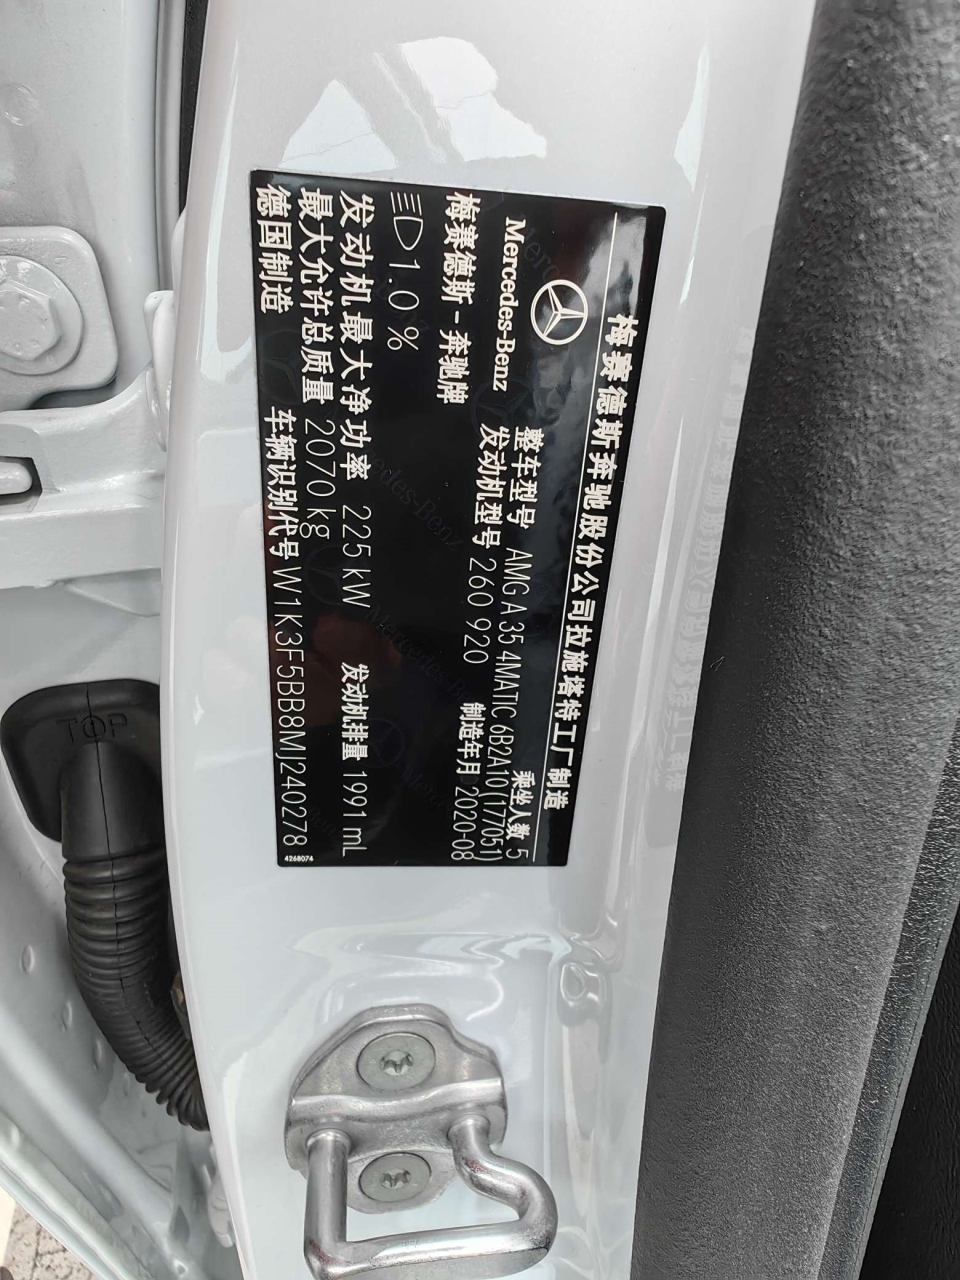 梅赛德斯奔驰股份公司拉施塔特工厂制造
Mercedes-Benz
整车型号 AMG A 35 4MATIC 6B2A10(177051)
乘坐人数 5
梅赛德斯-奔驰牌
发动机型号 260 920
制造年月 2020-08
1.0 %
发动机最大净功率 225 kW
发动机排量 1991 mL
最大允许总质量 2070 kg
德国制造
车辆识别代号 W1K3F5BB8MJ240278
4268074
TOP